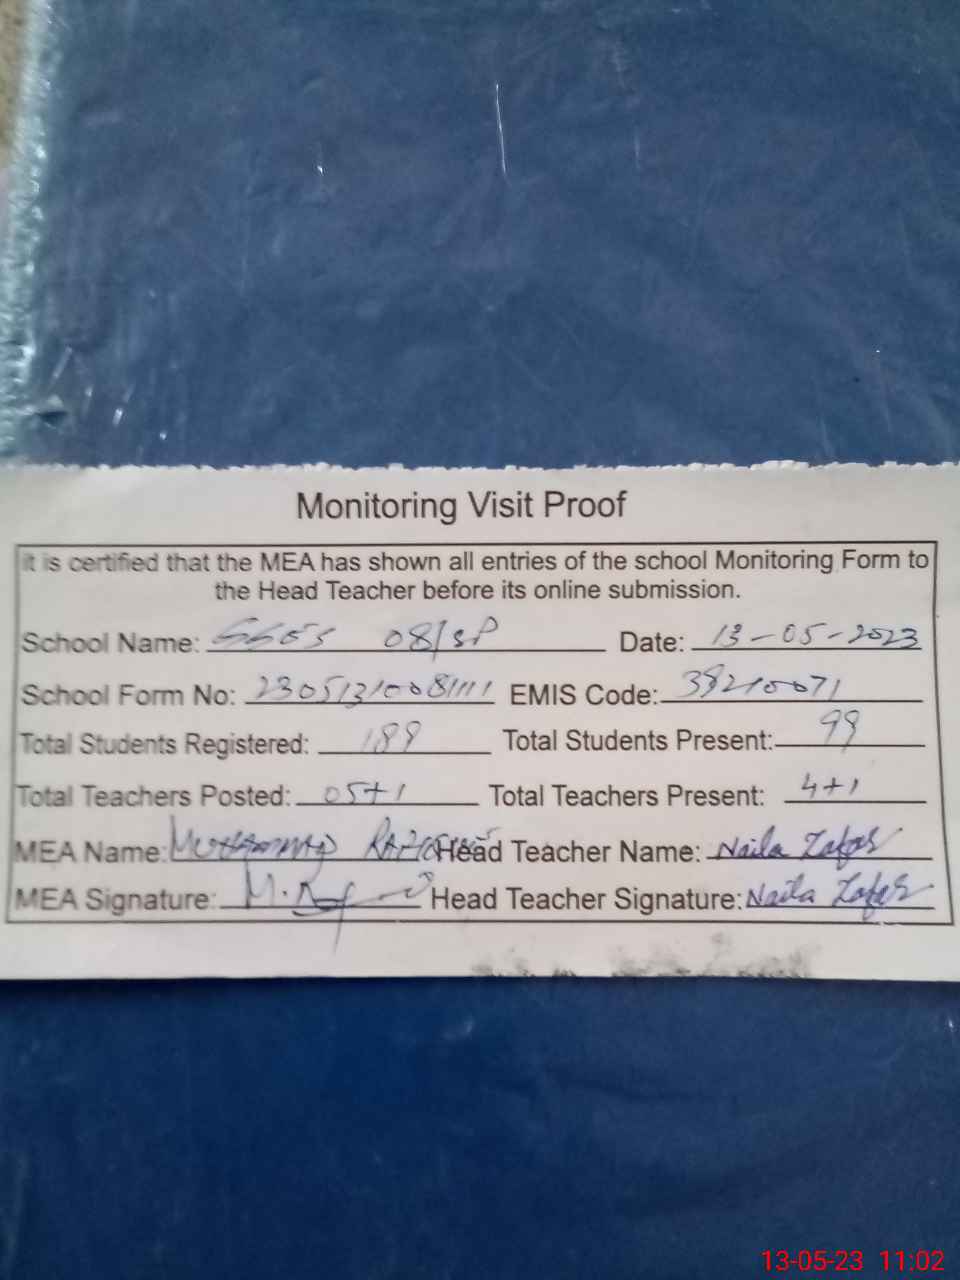 Monitoring Visit Proof
it is certified that the MEA has shown all entries of the school Monitoring Form to
the Head Teacher before its online submission.
School Name: 08/SP Date: 13-05-2023
School Form No: EMIS Code:
Total Students Registered: 189 Total Students Present: 99
Total Teachers Posted: 05+1 Total Teachers Present: 4+1
MEA Name: Muhammad Head Teacher Name: Naila Zafar
MEA Signature: Head Teacher Signature: Naila Zafar
13-05-23 11:02